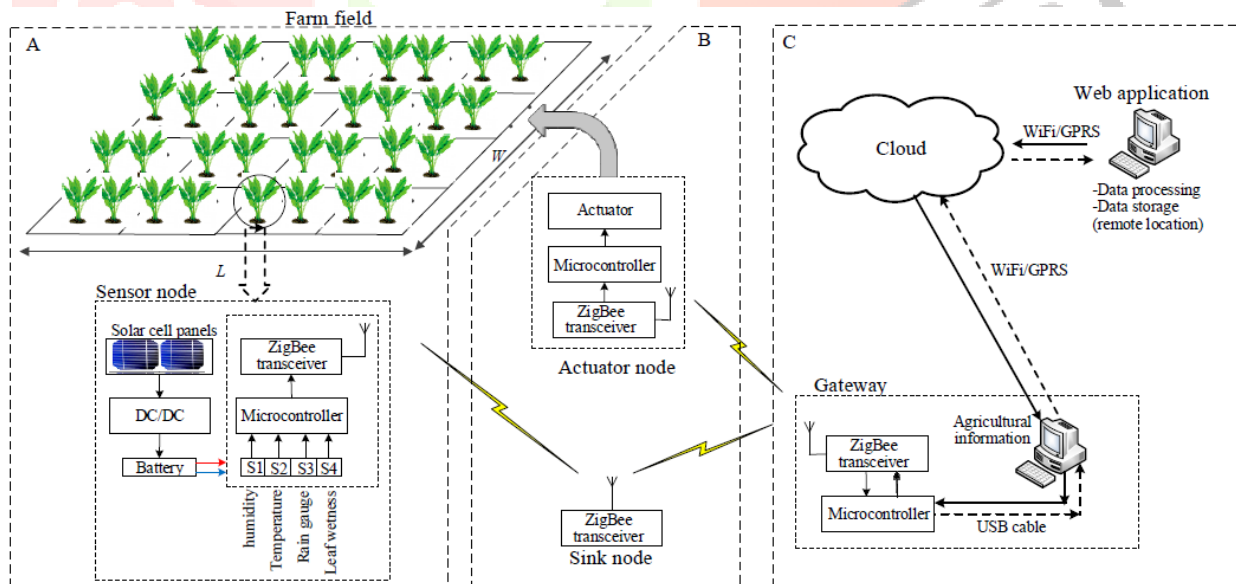 Farm field
A
W
L
Sensor node
Solar cell panels
DC/DC
Battery
ZigBee
transceiver
Microcontroller
S1 S2 S3 S4
humidity
Temperature
Rain gauge
Leaf wetness
B
Actuator
Microcontroller
ZigBee
transceiver
Actuator node
ZigBee
transceiver
Sink node
C
Cloud
WiFi/GPRS
Web application
-Data processing
-Data storage
(remote location)
WiFi/GPRS
Gateway
Agricultural
information
ZigBee
transceiver
Microcontroller
USB cable